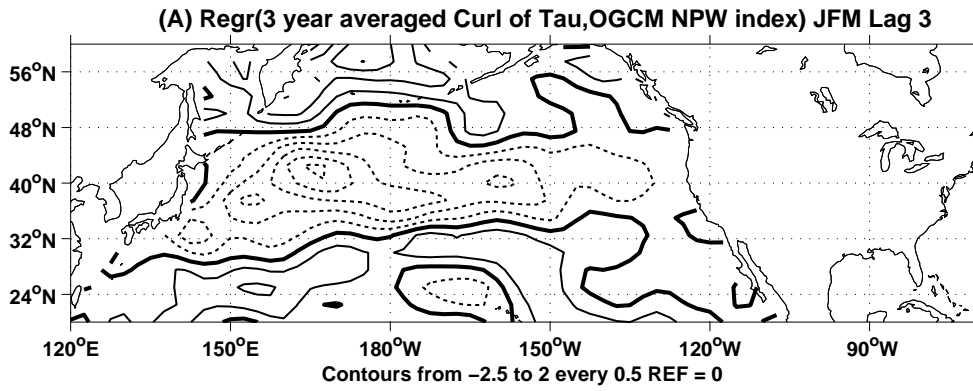 (A) Regr(3 year averaged Curl of Tau,OGCM NPW index) JFM Lag 3
56°N
48°N
40°N
32°N
24°N
120°E 150°E 180°W 150°W 120°W 90°W
Contours from −2.5 to 2 every 0.5 REF = 0